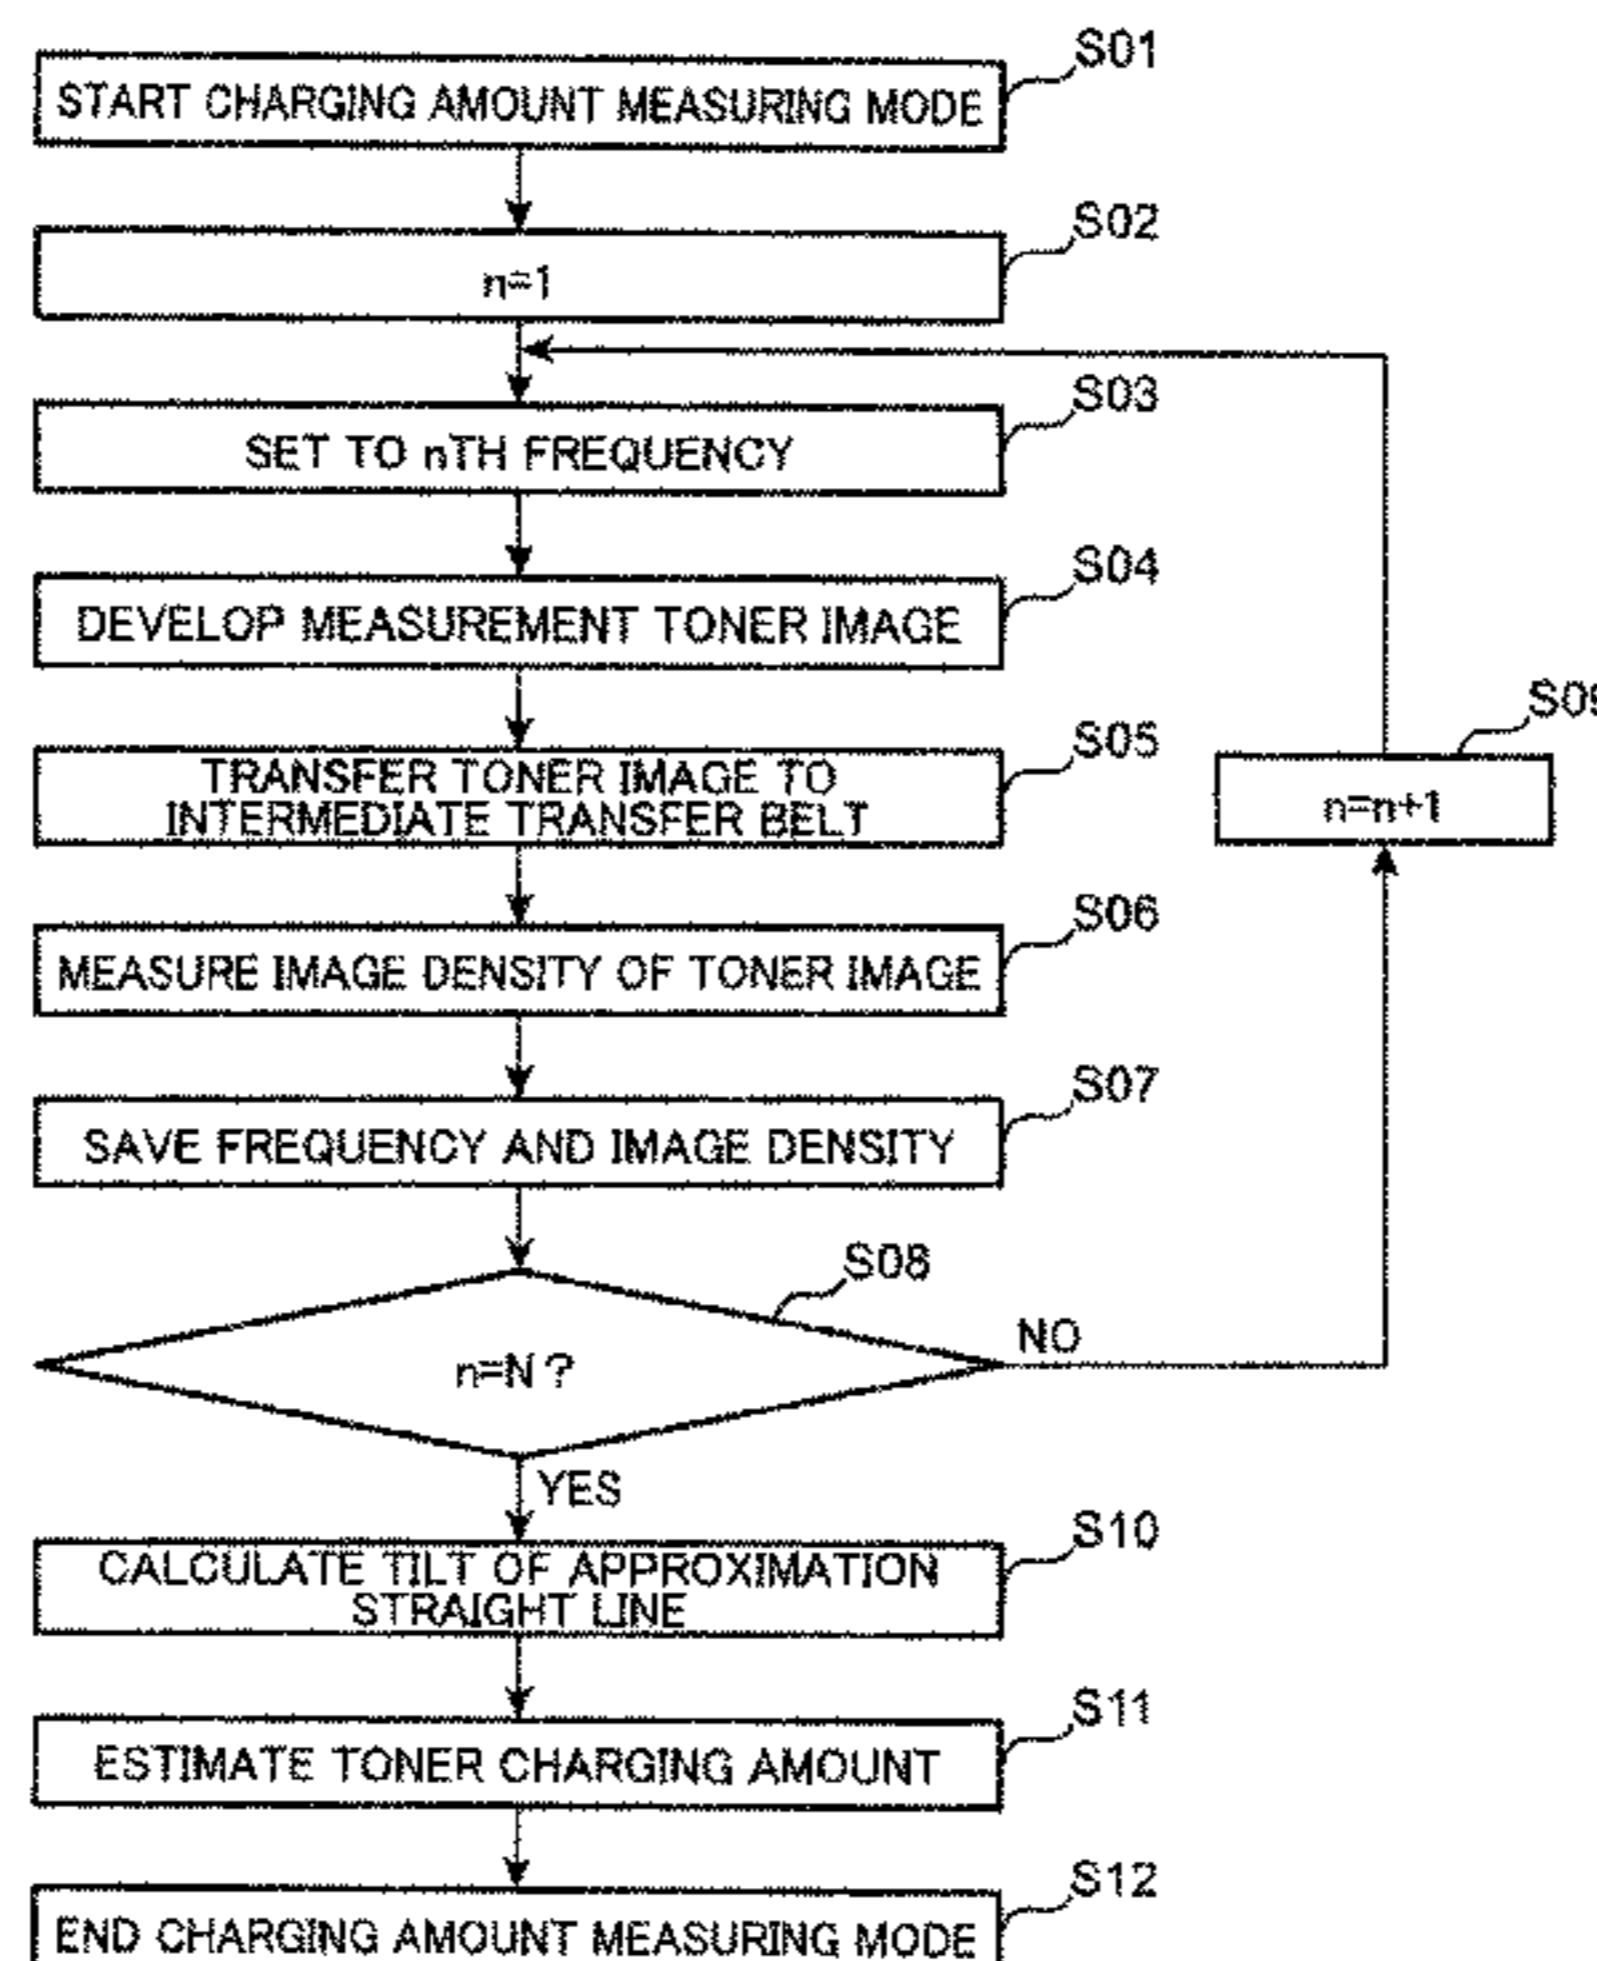 S01
START CHARGING AMOUNT MEASURING MODE
S02
n=1
S03
SET TO nTH FREQUENCY
S04
DEVELOP MEASUREMENT TONER IMAGE
S05
TRANSFER TONER IMAGE TO
INTERMEDIATE TRANSFER BELT
S09
n=n+1
S06
MEASURE IMAGE DENSITY OF TONER IMAGE
S07
SAVE FREQUENCY AND IMAGE DENSITY
S08
n=N?
NO
YES
S10
CALCULATE TILT OF APPROXIMATION
STRAIGHT LINE
S11
ESTIMATE TONER CHARGING AMOUNT
S12
END CHARGING AMOUNT MEASURING MODE